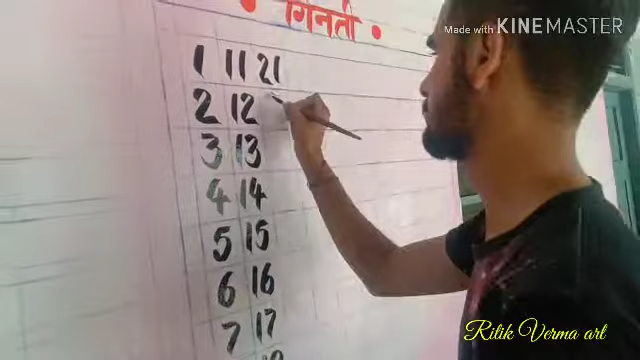 Made with KINEMASTER
• गिनती •
1 11 21
2 12
3 13
4 14
5 15
6 16
7 17
Ritik Verma art